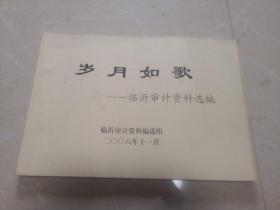 岁月如歌
——临沂审计资料选编
临沂审计资料编选组
二〇〇六年十一月